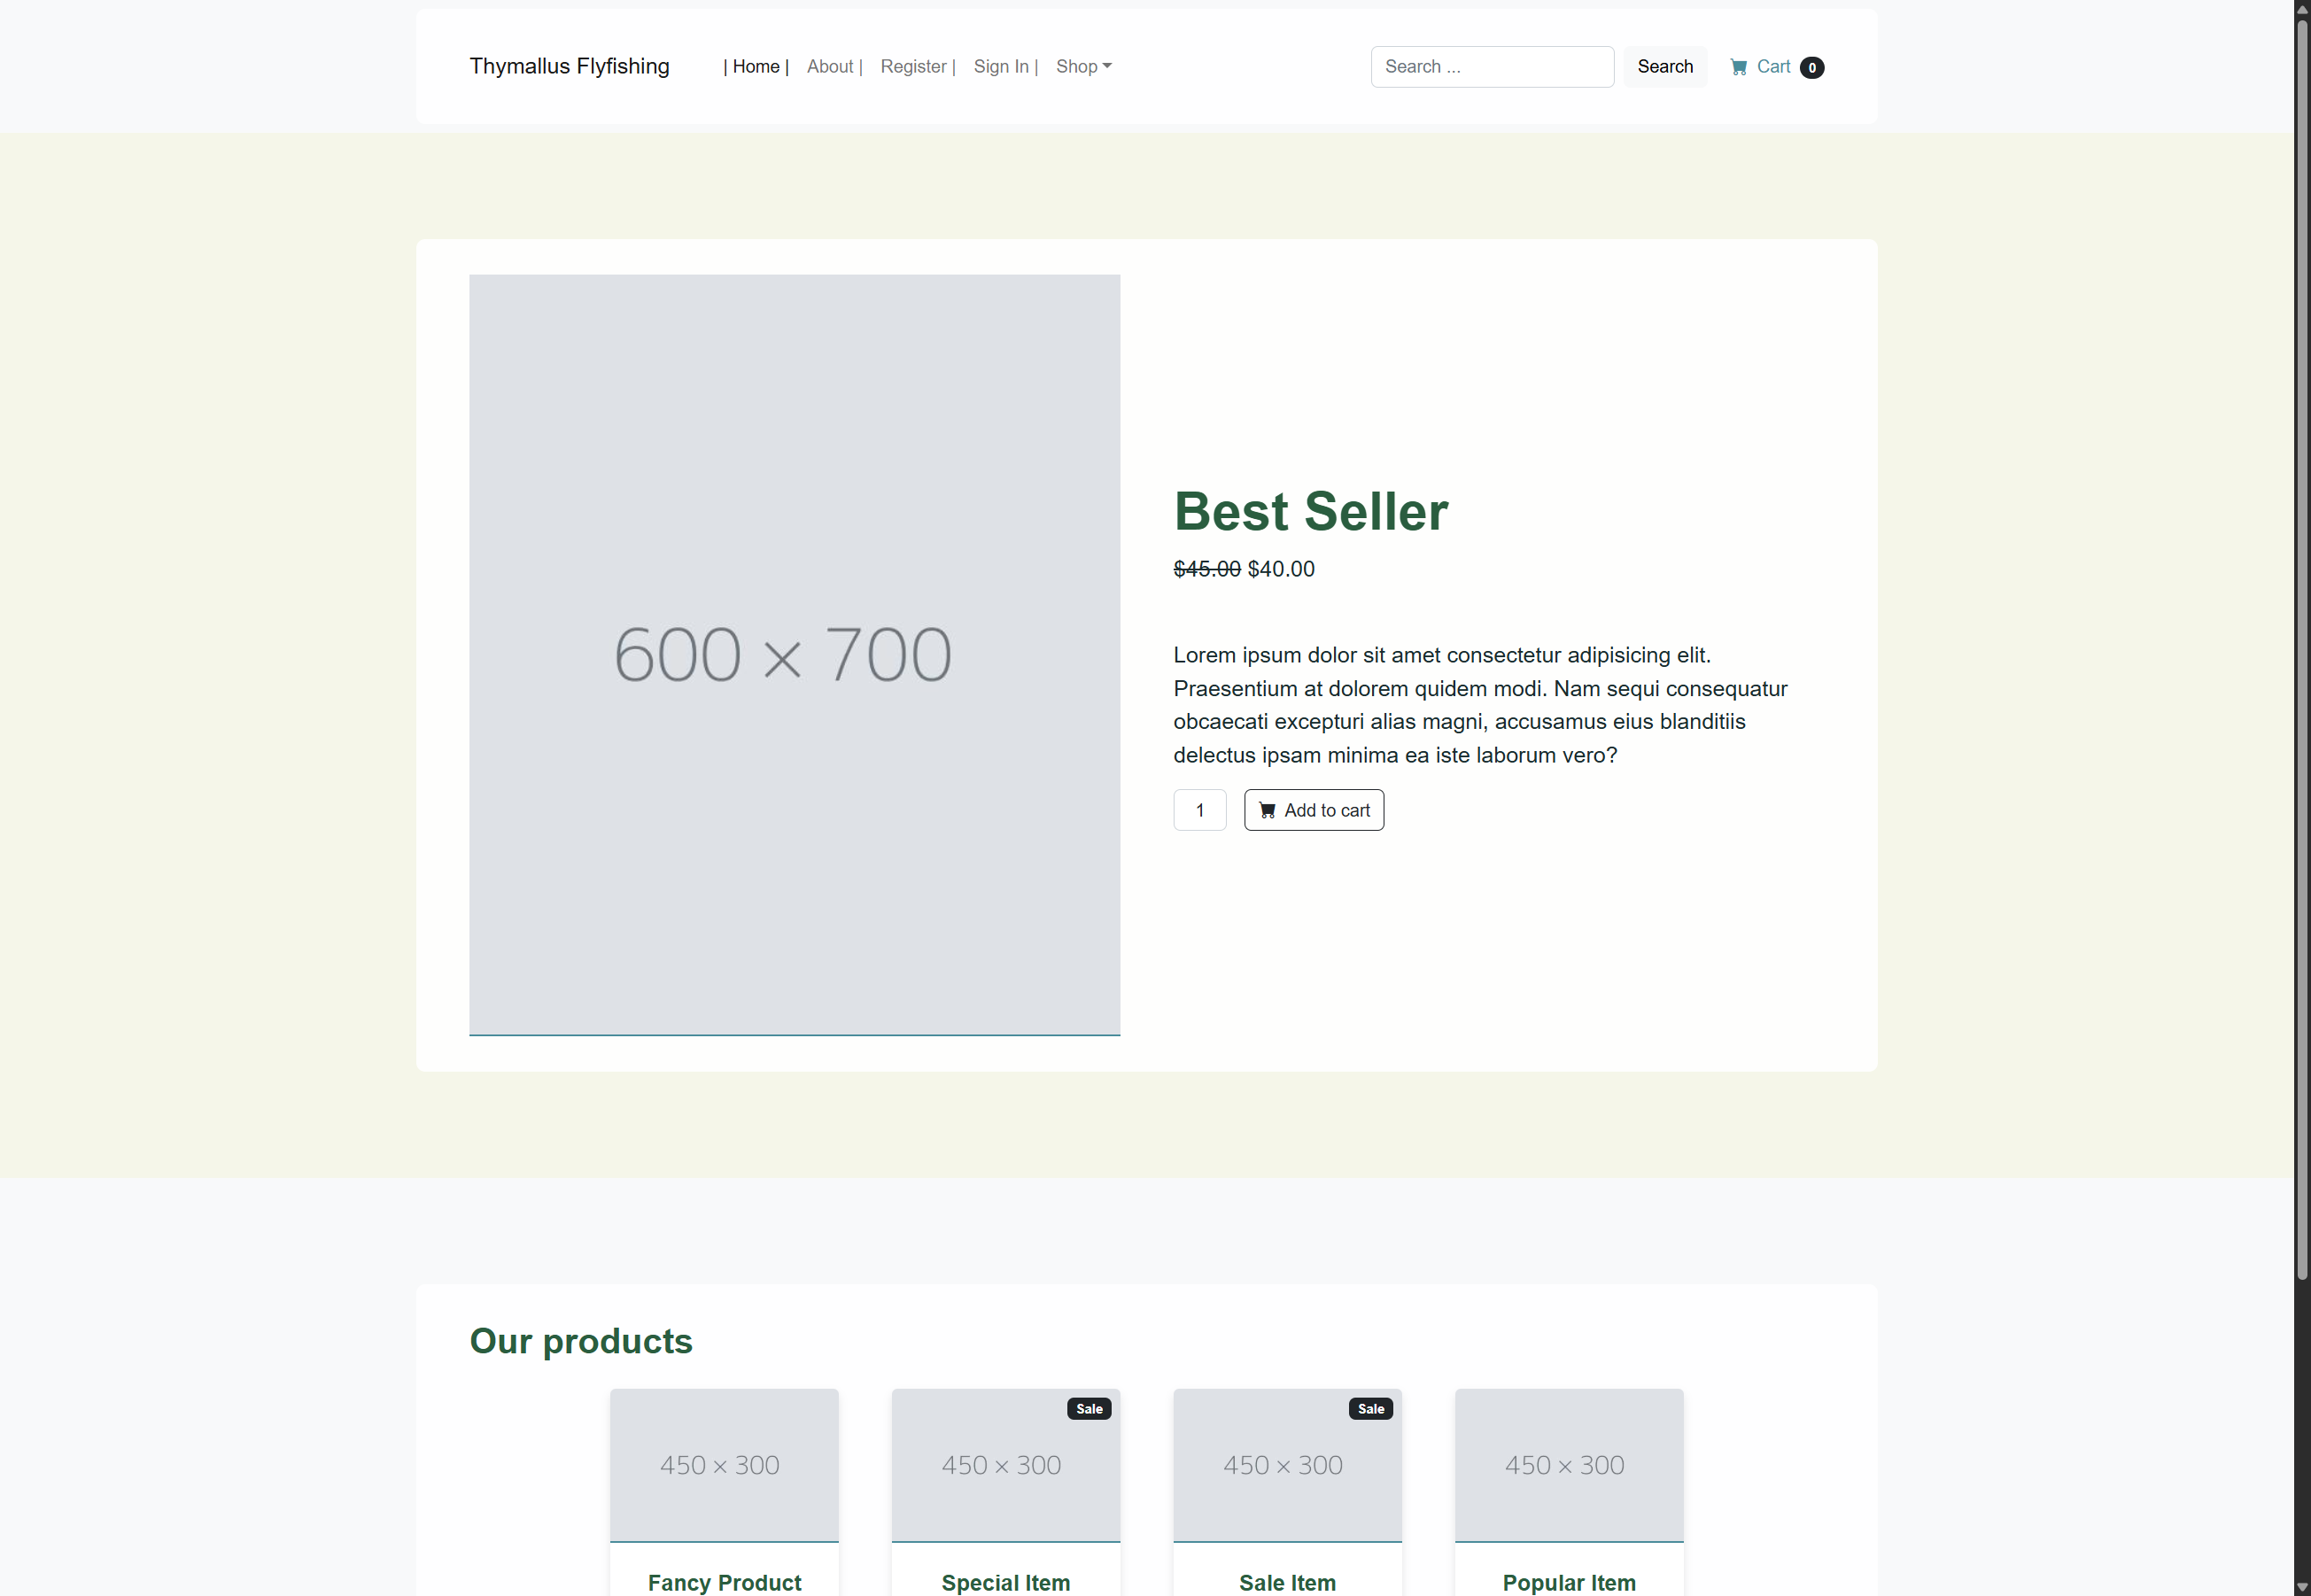 Thymallus Flyfishing | Home | About | Register | Sign In | Shop Search ... Search Cart 0
600 × 700
Best Seller
$45.00 $40.00
Lorem ipsum dolor sit amet consectetur adipisicing elit.
Praesentium at dolorem quidem modi. Nam sequi consequatur
obcaecati excepturi alias magni, accusamus eius blanditiis
delectus ipsam minima ea iste laborum vero?
1 Add to cart
Our products
Sale Sale
450 × 300 450 × 300 450 × 300 450 × 300
Fancy Product Special Item Sale Item Popular Item